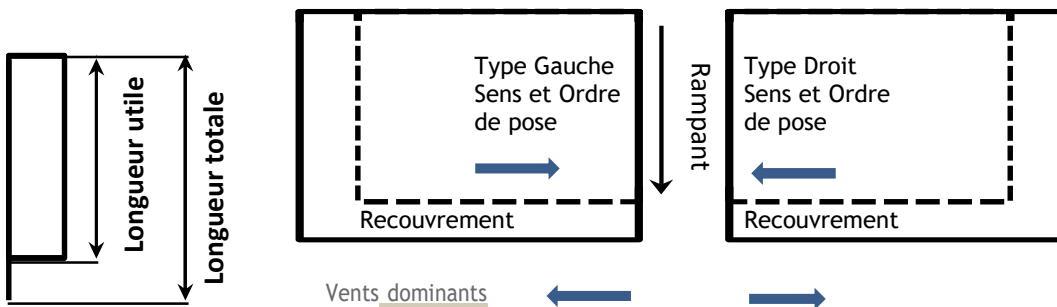 Longueur utile
Longueur totale
Type Gauche
Sens et Ordre
de pose
Recouvrement
Rampant
Type Droit
Sens et Ordre
de pose
Recouvrement
Vents dominants